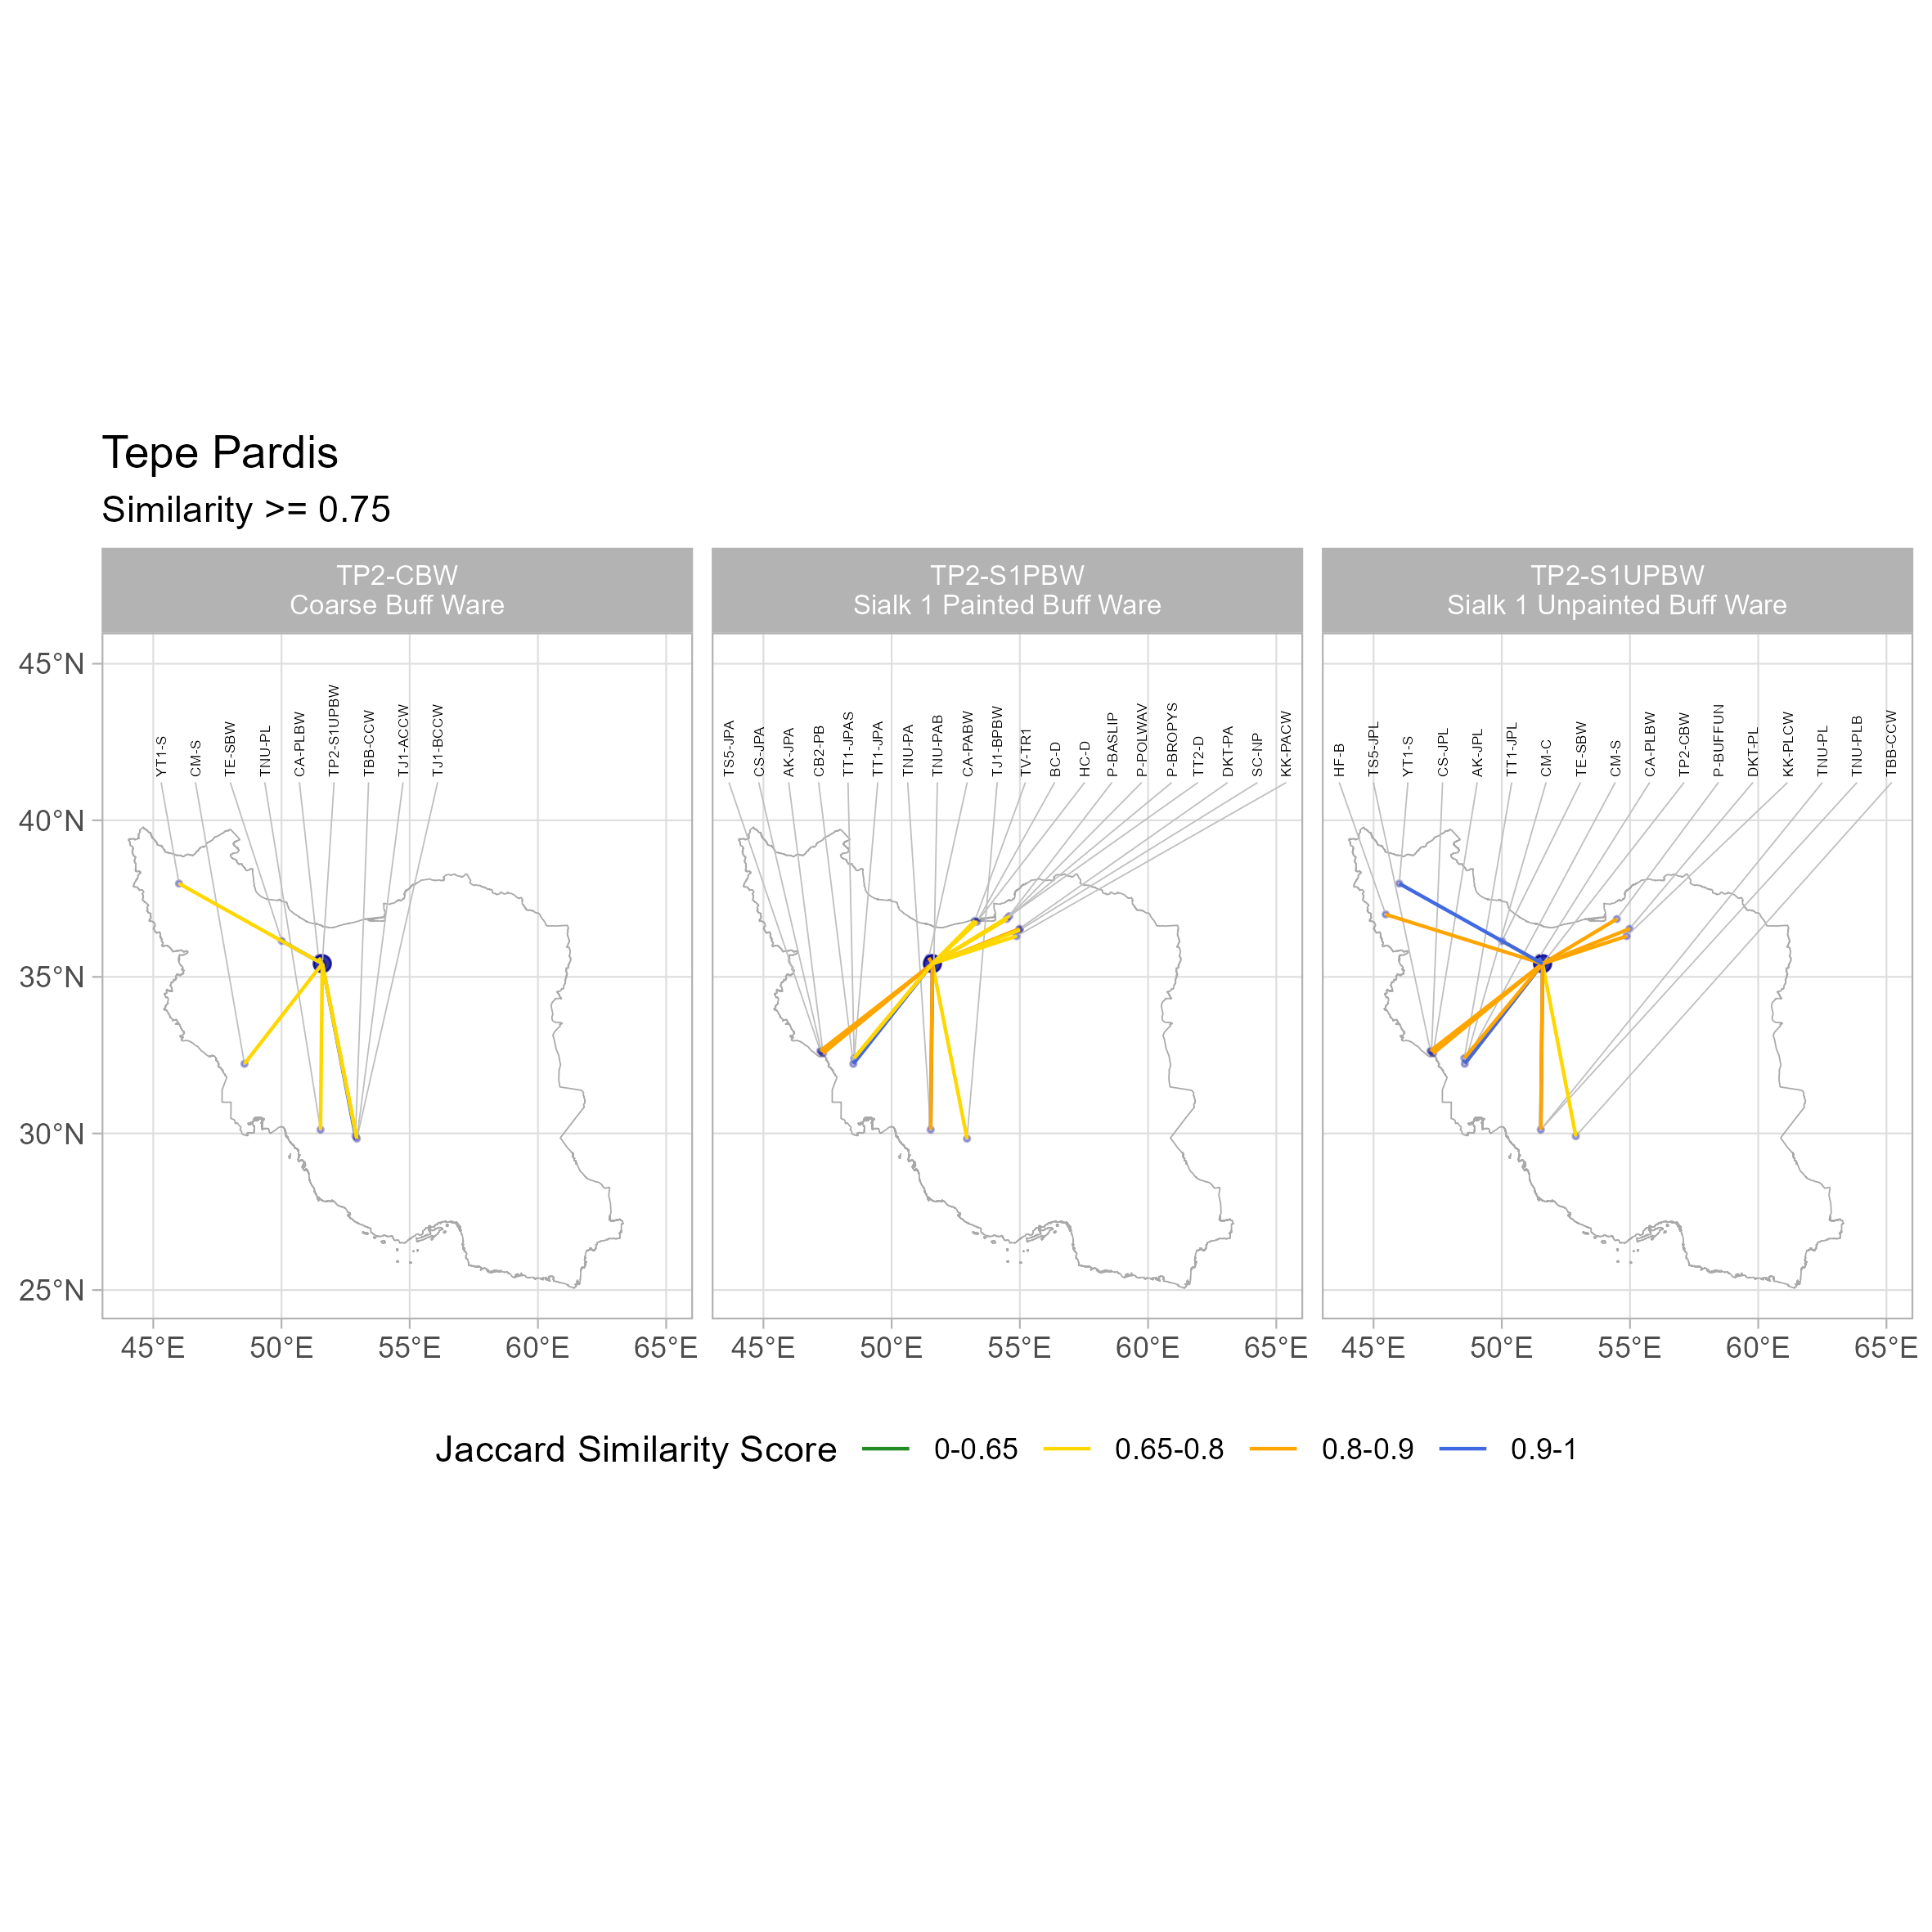 Tepe Pardis
Similarity >= 0.75
TP2-CBW
Coarse Buff Ware
TP2-S1PBW
Sialk 1 Painted Buff Ware
TP2-S1UPBW
Sialk 1 Unpainted Buff Ware
45°N
40°N
35°N
30°N
25°N
YT1-S
CM-S
TE-SBW
TNU-PL
CA-PLBW
TP2-S1UPBW
TBB-CCW
TJ1-ACCW
TJ1-BCCW
TS5-JPA
CS-JPA
AK-JPA
CB2-PB
TT1-JPAS
TT1-JPA
TNU-PA
TNU-PAB
CA-PABW
TJ1-BPBW
TV-TR1
BC-D
HC-D
P-BASLIP
P-POLWAV
P-BROPYS
TT2-D
DKT-PA
SC-NP
KK-PACW
HF-B
TS5-JPL
YT1-S
CS-JPL
AK-JPL
TT1-JPL
CM-C
TE-SBW
CM-S
CA-PLBW
TP2-CBW
P-BUFFUN
DKT-PL
KK-PLCW
TNU-PL
TNU-PLB
TBB-CCW
45°E 50°E 55°E 60°E 65°E
45°E 50°E 55°E 60°E 65°E
45°E 50°E 55°E 60°E 65°E
Jaccard Similarity Score 0-0.65 0.65-0.8 0.8-0.9 0.9-1